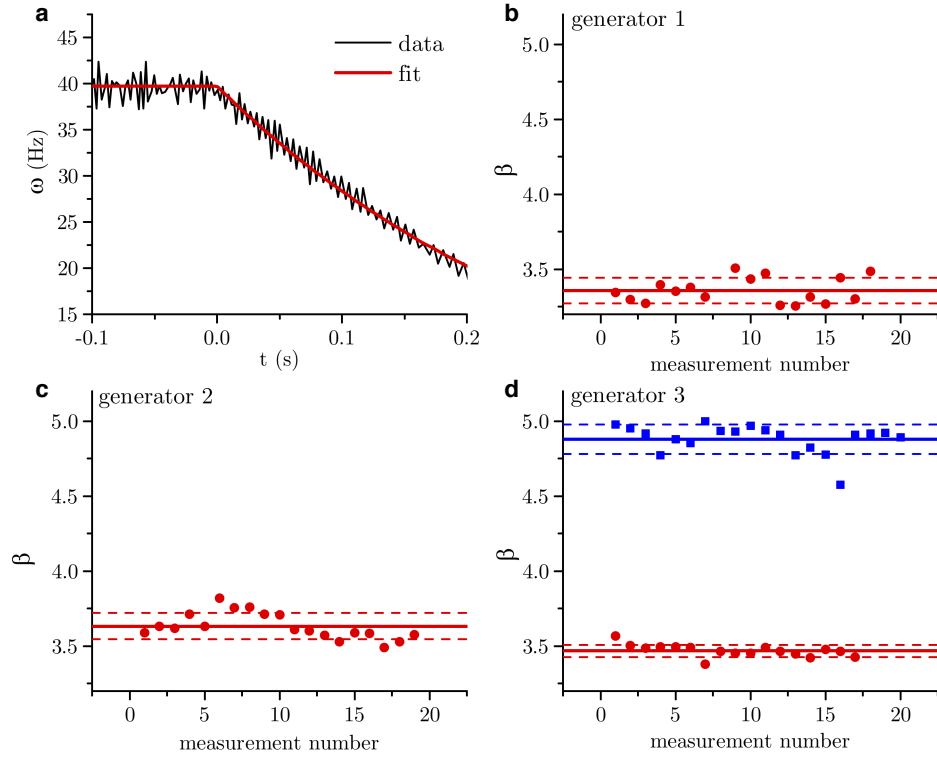 a
45
40
35
30
25
20
15
ω (Hz)
-0.1 0.0 0.1 0.2
t (s)
data
fit
b
generator 1
5.0
4.5
4.0
3.5
β
0 5 10 15 20
measurement number
c
generator 2
5.0
4.5
4.0
3.5
β
0 5 10 15 20
measurement number
d
generator 3
5.0
4.5
4.0
3.5
β
0 5 10 15 20
measurement number